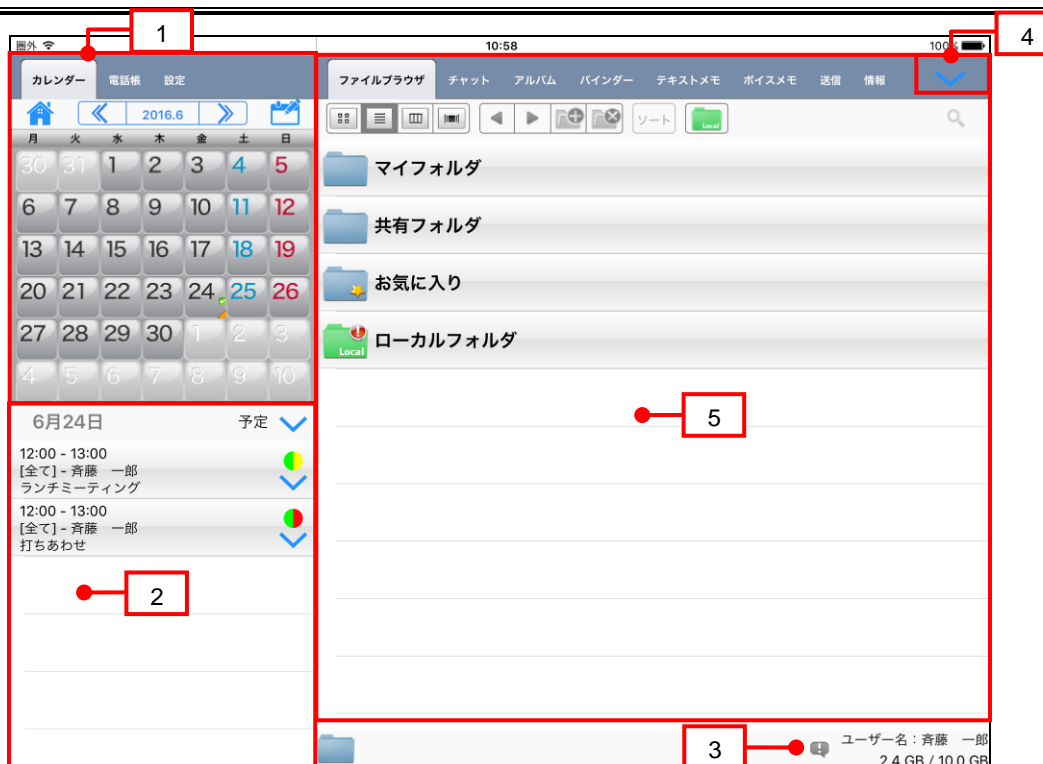 1
4
圏外
10:58
100%
カレンダー 電話帳 設定
ファイルブラウザ チャット アルバム バインダー テキストメモ ボイスメモ 送信 情報
2016.6
ソート
Local
月 火 水 木 金 土 日
30 31 1 2 3 4 5
6 7 8 9 10 11 12
13 14 15 16 17 18 19
20 21 22 23 24 25 26
27 28 29 30 1 2 3
4 5 6 7 8 9 10
マイフォルダ
共有フォルダ
お気に入り
Local
ローカルフォルダ
5
6月24日 予定
12:00 - 13:00
[全て] - 斉藤 一郎
ランチミーティング
12:00 - 13:00
[全て] - 斉藤 一郎
打ちあわせ
2
3
ユーザー名：斉藤 一郎
2.4 GB / 10.0 GB